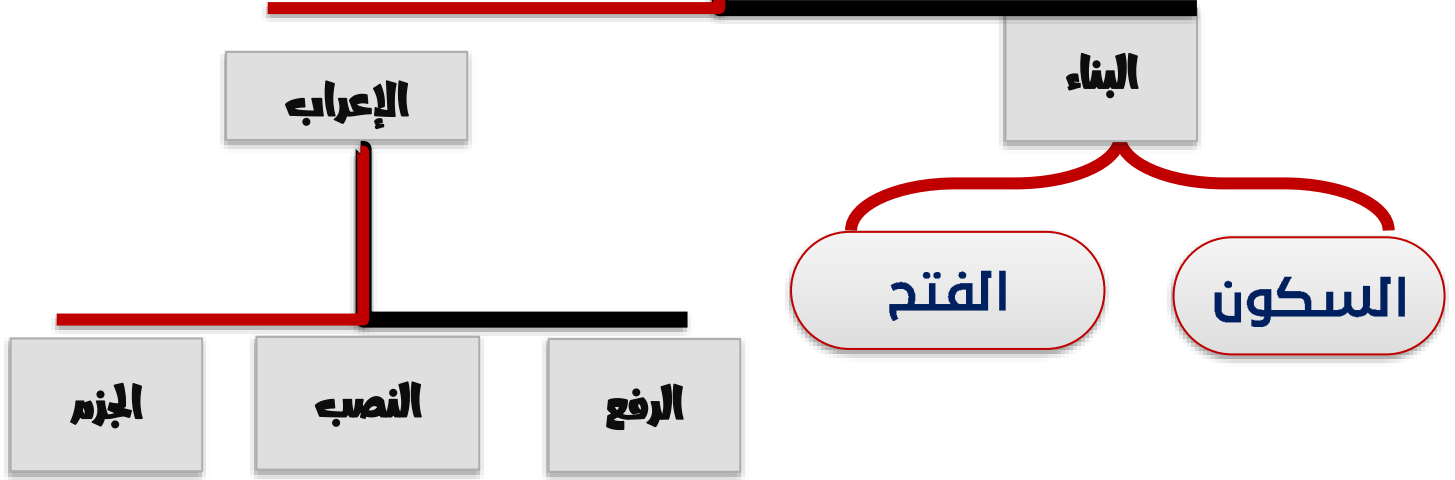 البناء
الإعراب
السكون
الفتح
الرفع
النصب
الجزم